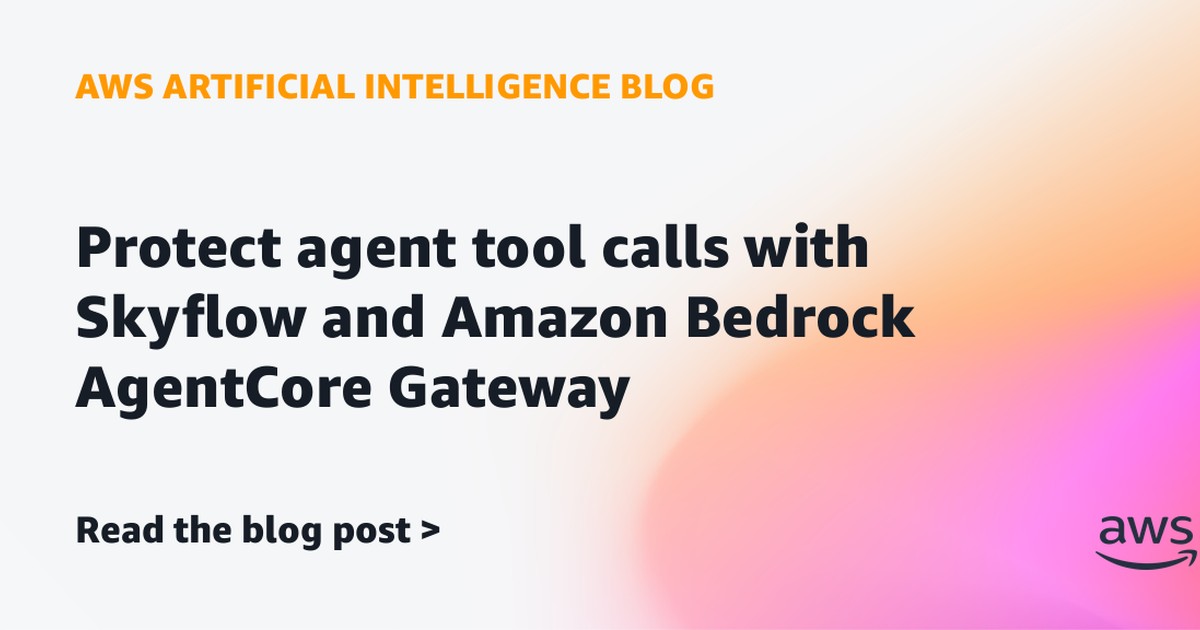 AWS ARTIFICIAL INTELLIGENCE BLOG
Protect agent tool calls with
Skyflow and Amazon Bedrock
AgentCore Gateway
Read the blog post >
aws